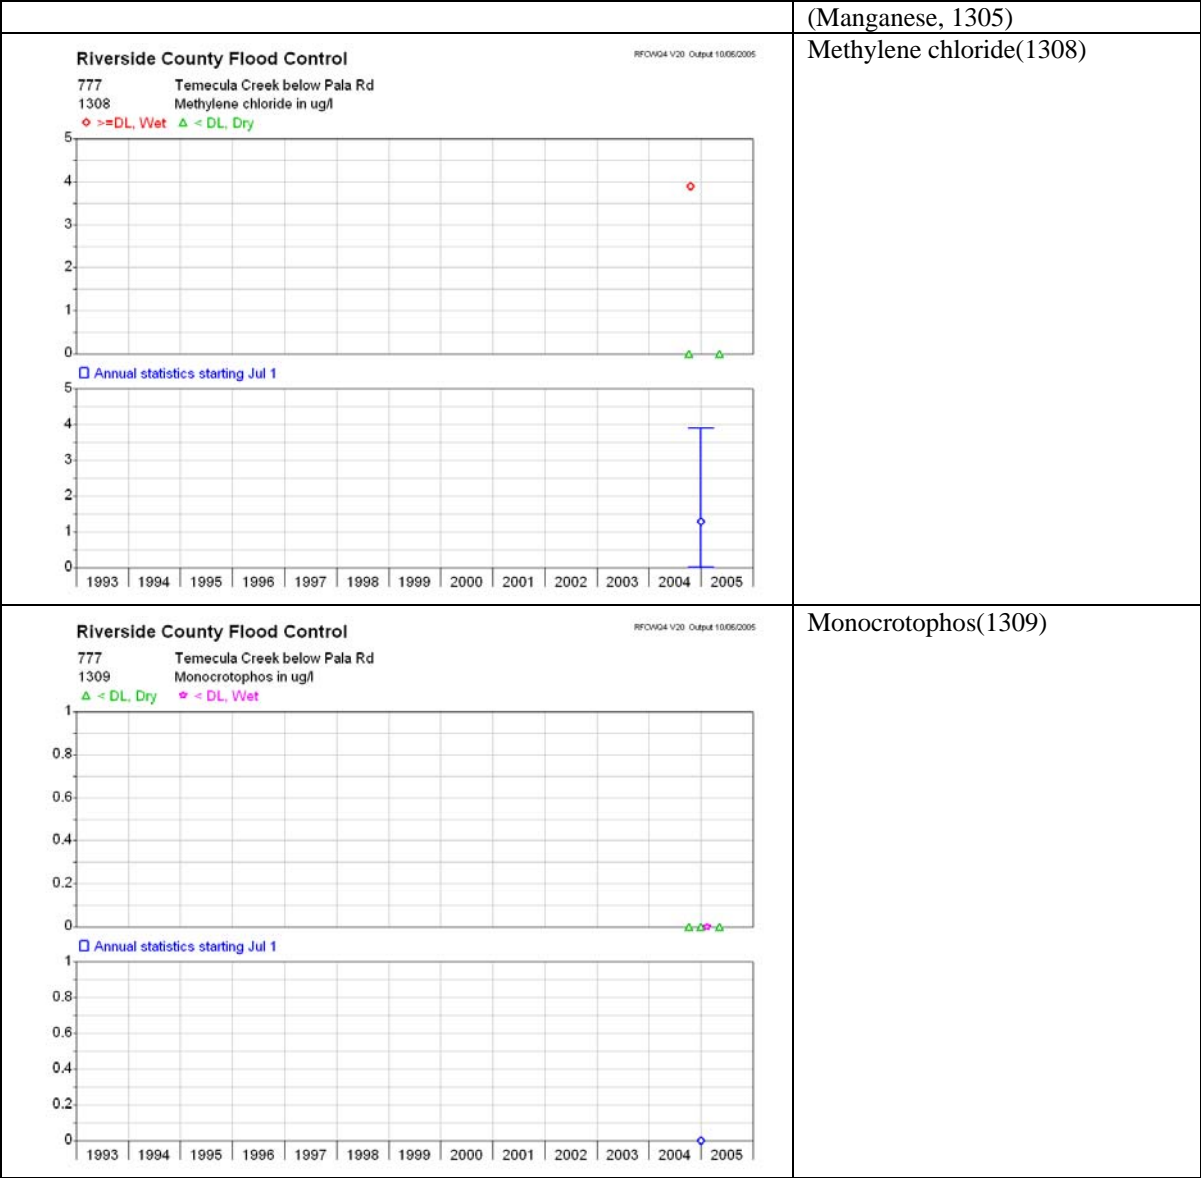 (Manganese, 1305)
Riverside County Flood Control RFCWQ4 V20 Output 10/06/2005
777 Temecula Creek below Pala Rd
1308 Methylene chloride in ug/l
>=DL, Wet < DL, Dry
5
4
3
2
1
0
Annual statistics starting Jul 1
5
4
3
2
1
0
1993 1994 1995 1996 1997 1998 1999 2000 2001 2002 2003 2004 2005
Methylene chloride(1308)
Riverside County Flood Control RFCWQ4 V20 Output 10/06/2005
777 Temecula Creek below Pala Rd
1309 Monocrotophos in ug/l
< DL, Dry < DL, Wet
1
0.8
0.6
0.4
0.2
0
Annual statistics starting Jul 1
1
0.8
0.6
0.4
0.2
0
1993 1994 1995 1996 1997 1998 1999 2000 2001 2002 2003 2004 2005
Monocrotophos(1309)